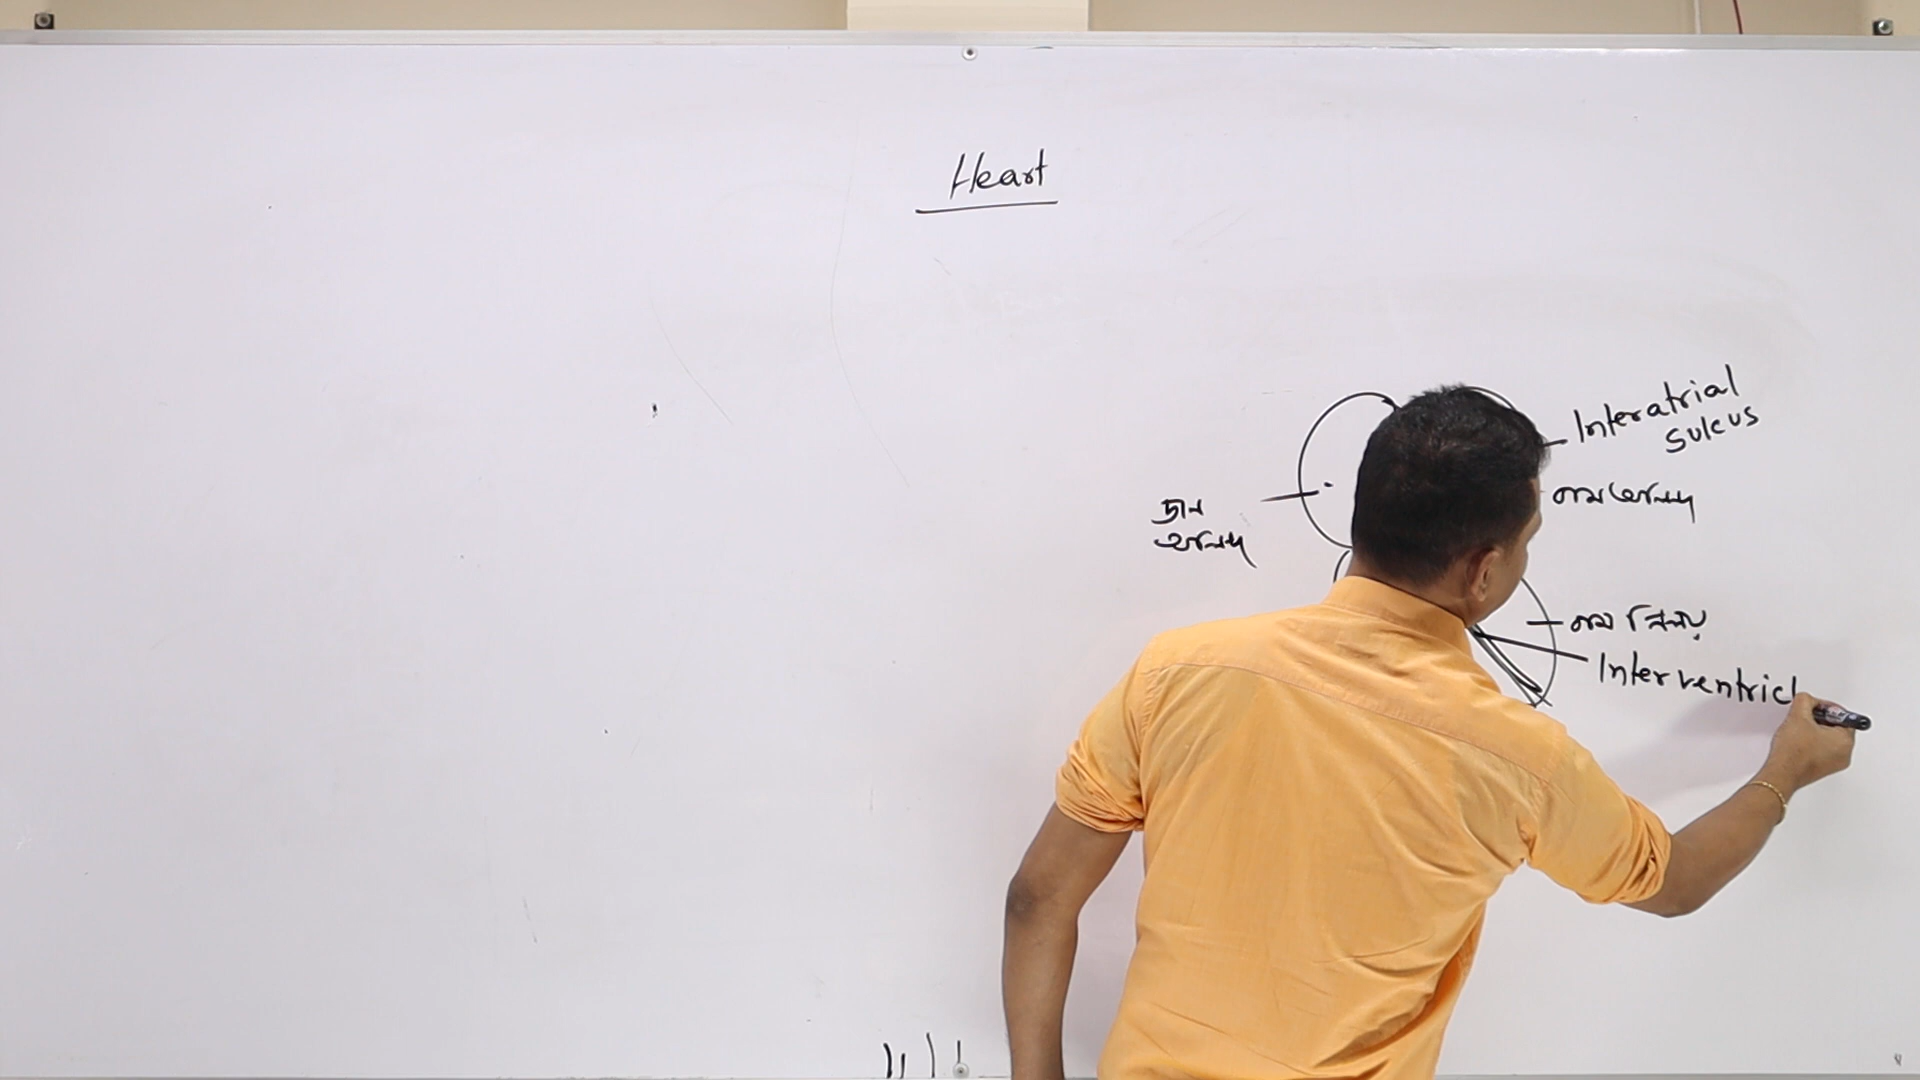 Heart
Interatrial
sulcus
ডান
অলিন্দ
বাম অলিন্দ
বাম নিলয়
Interventricl